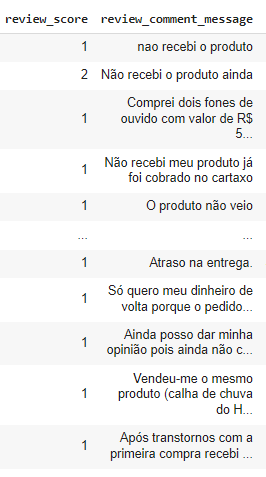 review_score review_comment_message
1 nao recebi o produto
2 Não recebi o produto ainda
1 Comprei dois fones de
ouvido com valor de R$
5...
1 Não recebi meu produto já
foi cobrado no cartaxo
1 O produto não veio
... ...
1 Atraso na entrega.
1 Só quero meu dinheiro de
volta porque o pedido...
1 Ainda posso dar minha
opinião pois ainda não c...
1 Vendeu-me o mesmo
produto (calha de chuva
do H...
1 Após transtornos com a
primeira compra recebi ...